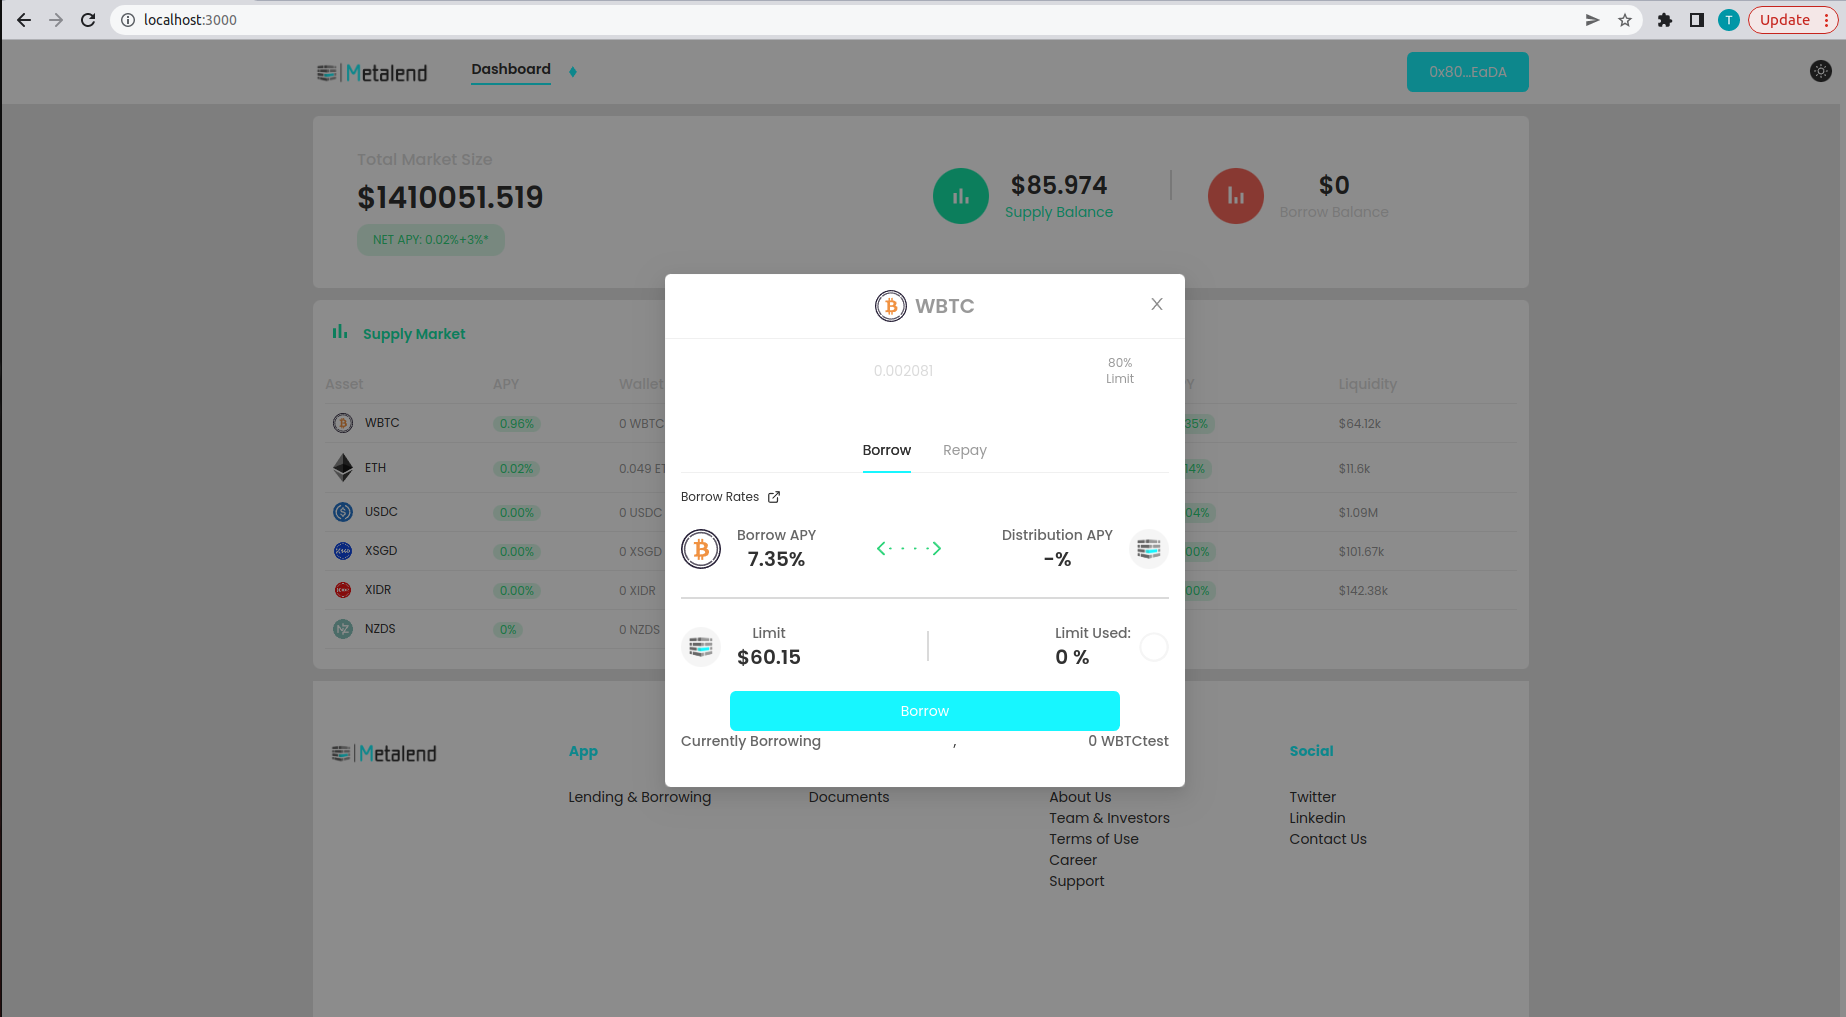 localhost:3000
T
Update
Metalend
Dashboard
0x80...EaDA
Total Market Size
$1410051.519
NET APY: 0.02%+3%*
$85.974
Supply Balance
$0
Borrow Balance
Supply Market
Asset APY Wallet Liquidity
WBTC 0.96% 0 WBTC 35% $64.12k
ETH 0.02% 0.049 ET 14% $11.6k
USDC 0.00% 0 USDC 04% $1.09M
XSGD 0.00% 0 XSGD 00% $101.67k
XIDR 0.00% 0 XIDR 00% $142.38k
NZDS 0% 0 NZDS
WBTC
0.002081
80%
Limit
Borrow
Repay
Borrow Rates
Borrow APY
7.35%
Distribution APY
-%
Limit
$60.15
Limit Used:
0 %
Borrow
Currently Borrowing , 0 WBTCtest
Metalend
App
Lending & Borrowing
Documents
About Us
Team & Investors
Terms of Use
Career
Support
Social
Twitter
Linkedin
Contact Us